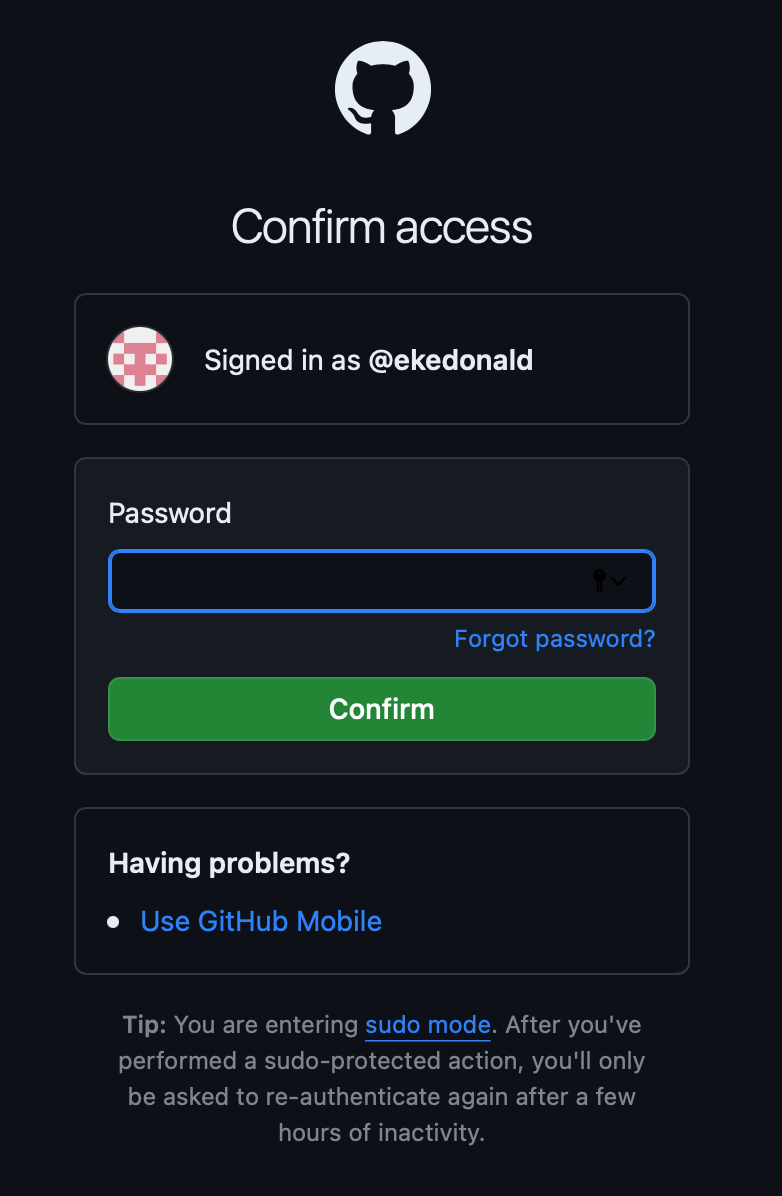 Confirm access
Signed in as @ekedonald
Password
Forgot password?
Confirm
Having problems?
Use GitHub Mobile
Tip: You are entering sudo mode. After you've
performed a sudo-protected action, you'll only
be asked to re-authenticate again after a few
hours of inactivity.